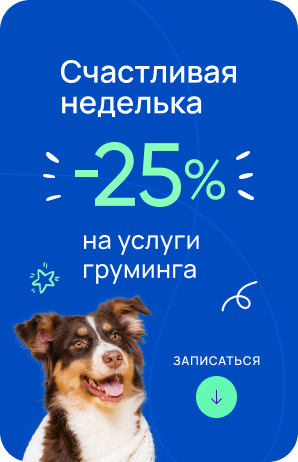 Счастливая
неделька
-25%
на услуги
груминга
ЗАПИСАТЬСЯ